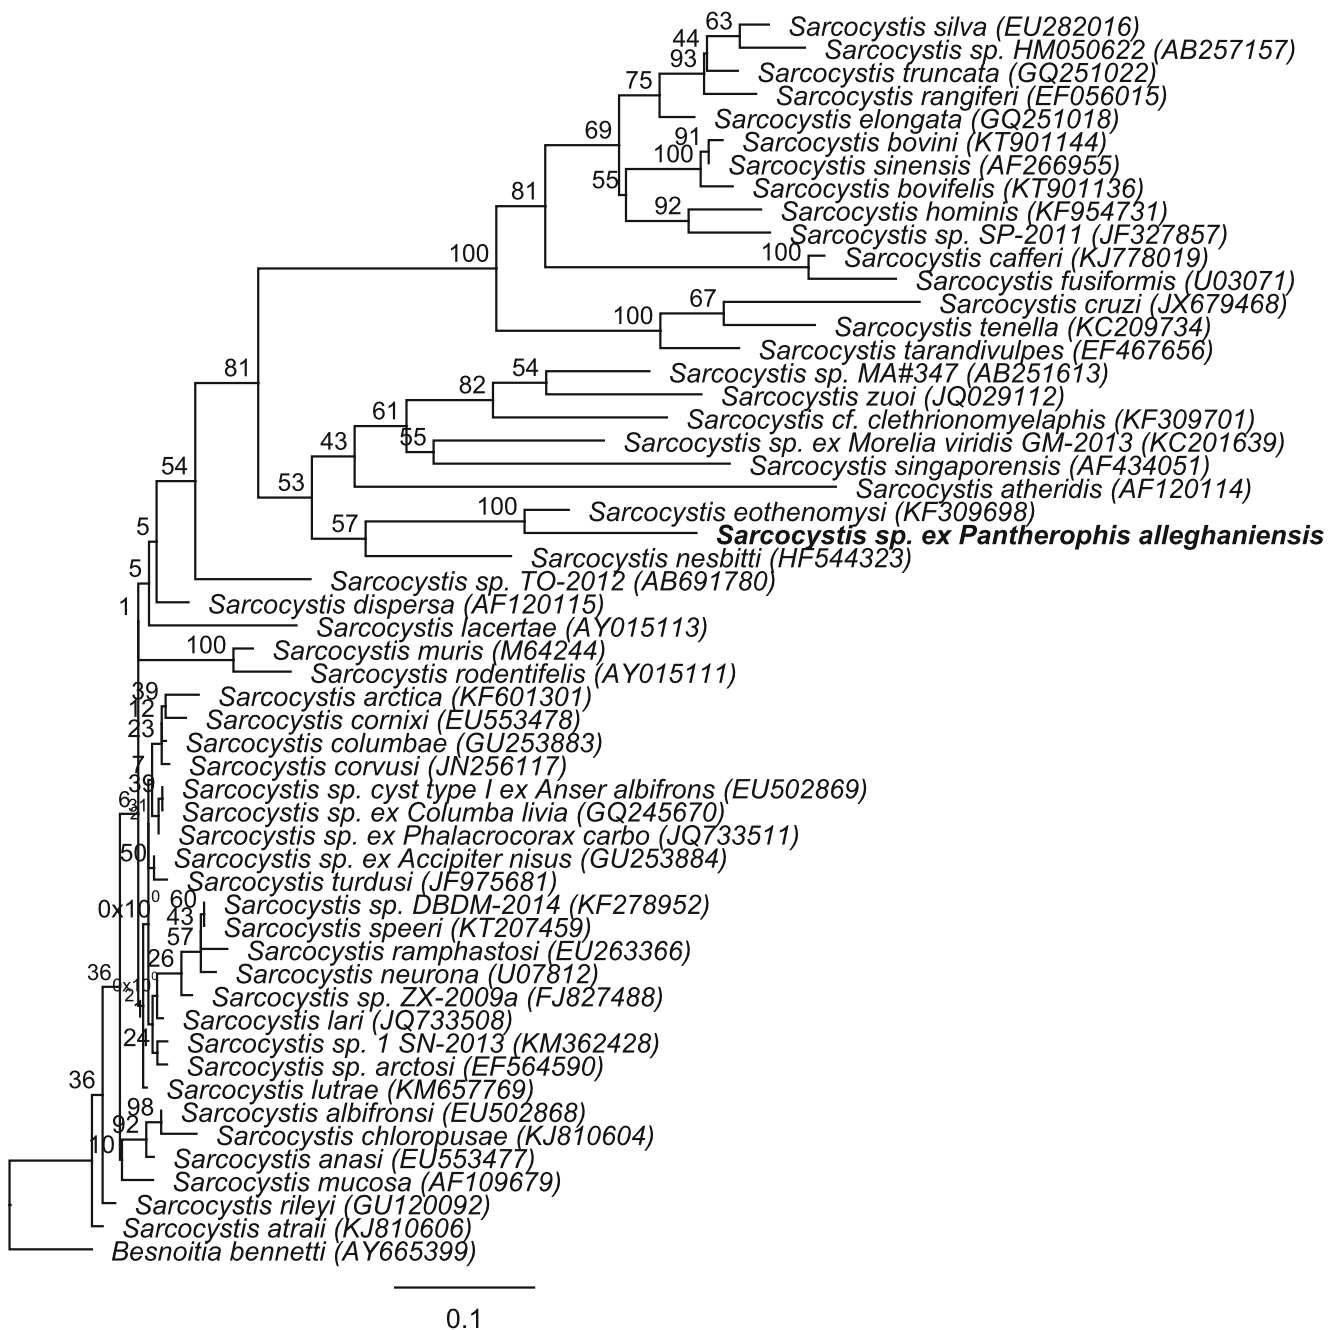 63 Sarcocystis silva (EU282016)
44 Sarcocystis sp. HM050622 (AB257157)
93 Sarcocystis truncata (GQ251022)
75 Sarcocystis rangiferi (EF056015)
Sarcocystis elongata (GQ251018)
69 91 Sarcocystis bovini (KT901144)
100 Sarcocystis sinensis (AF266955)
55 Sarcocystis bovifelis (KT901136)
81 92 Sarcocystis hominis (KF954731)
Sarcocystis sp. SP-2011 (JF327857)
100 100 Sarcocystis cafferi (KJ778019)
Sarcocystis fusiformis (U03071)
67 Sarcocystis cruzi (JX679468)
100 Sarcocystis tenella (KC209734)
Sarcocystis tarandivulpes (EF467656)
81 54 Sarcocystis sp. MA#347 (AB251613)
82 Sarcocystis zuoi (JQ029112)
61 Sarcocystis cf. clethrionomyelaphis (KF309701)
43 55 Sarcocystis sp. ex Morelia viridis GM-2013 (KC201639)
54 Sarcocystis singaporensis (AF434051)
53 Sarcocystis atheridis (AF120114)
100 Sarcocystis eothenomysi (KF309698)
5 57 Sarcocystis sp. ex Pantherophis alleghaniensis
Sarcocystis nesbitti (HF544323)
5 Sarcocystis sp. TO-2012 (AB691780)
1 Sarcocystis dispersa (AF120115)
Sarcocystis lacertae (AY015113)
100 Sarcocystis muris (M64244)
Sarcocystis rodentifelis (AY015111)
39 Sarcocystis arctica (KF601301)
12 Sarcocystis cornixi (EU553478)
23 Sarcocystis columbae (GU253883)
7 Sarcocystis corvusi (JN256117)
39 Sarcocystis sp. cyst type I ex Anser albifrons (EU502869)
6 31 2 Sarcocystis sp. ex Columba livia (GQ245670)
Sarcocystis sp. ex Phalacrocorax carbo (JQ733511)
50 Sarcocystis sp. ex Accipiter nisus (GU253884)
Sarcocystis turdusi (JF975681)
0x10 0 60 Sarcocystis sp. DBDM-2014 (KF278952)
43 Sarcocystis speeri (KT207459)
57 Sarcocystis ramphastosi (EU263366)
36 26 Sarcocystis neurona (U07812)
0x10 0 2 Sarcocystis sp. ZX-2009a (FJ827488)
Sarcocystis lari (JQ733508)
24 Sarcocystis sp. 1 SN-2013 (KM362428)
Sarcocystis sp. arctosi (EF564590)
36 Sarcocystis lutrae (KM657769)
98 Sarcocystis albifronsi (EU502868)
92 Sarcocystis chloropusae (KJ810604)
10 Sarcocystis anasi (EU553477)
Sarcocystis mucosa (AF109679)
Sarcocystis rileyi (GU120092)
Sarcocystis atraii (KJ810606)
Besnoitia bennetti (AY665399)
0.1